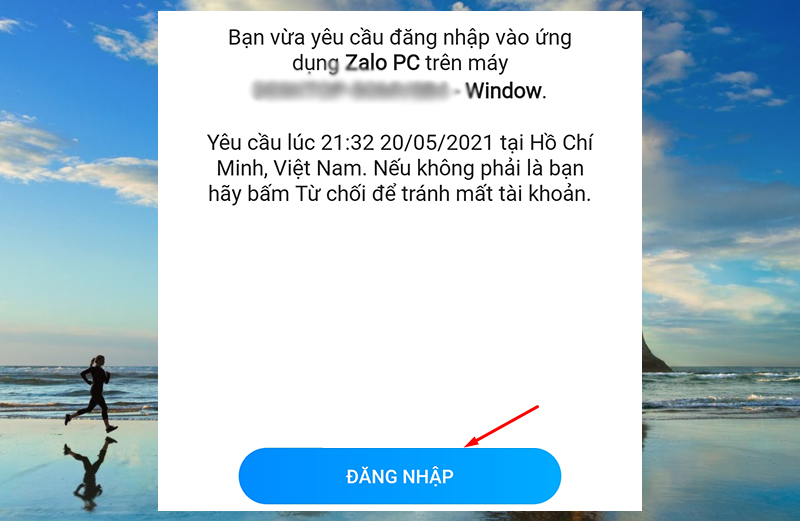 Bạn vừa yêu cầu đăng nhập vào ứng
dụng Zalo PC trên máy
- Window.
Yêu cầu lúc 21:32 20/05/2021 tại Hồ Chí
Minh, Việt Nam. Nếu không phải là bạn
hãy bấm Từ chối để tránh mất tài khoản.
ĐĂNG NHẬP